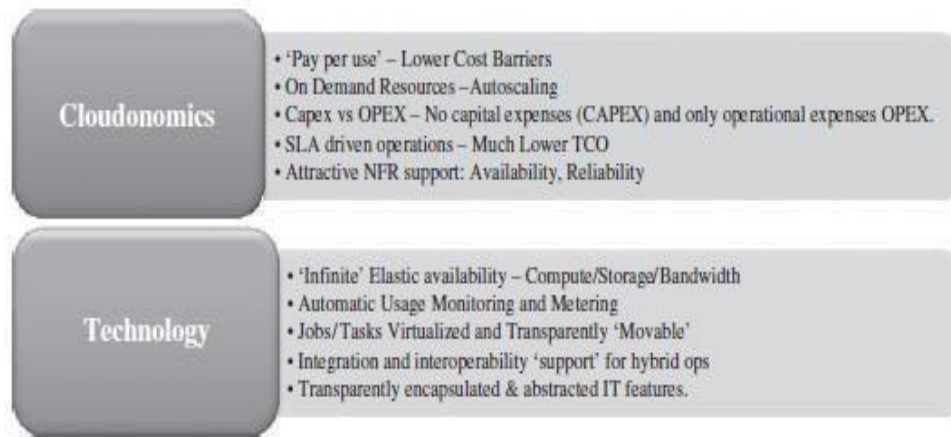 Cloudonomics
• ‘Pay per use’ – Lower Cost Barriers
• On Demand Resources –Autoscaling
• Capex vs OPEX – No capital expenses (CAPEX) and only operational expenses OPEX.
• SLA driven operations – Much Lower TCO
• Attractive NFR support: Availability, Reliability
Technology
• ‘Infinite’ Elastic availability – Compute/Storage/Bandwidth
• Automatic Usage Monitoring and Metering
• Jobs/Tasks Virtualized and Transparently ‘Movable’
• Integration and interoperability ‘support’ for hybrid ops
• Transparently encapsulated & abstracted IT features.